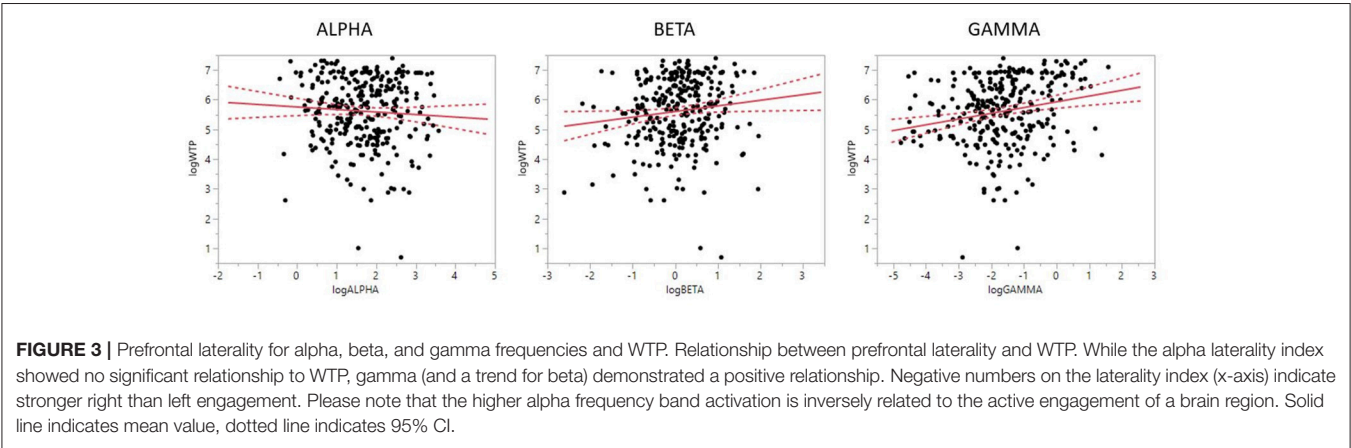 ALPHA BETA GAMMA
7 7 7
6 6 6
5 5 5
4 4 4
3 3 3
2 2 2
1 1 1
logWTP logWTP logWTP
-2 -1 0 1 2 3 4 5 -3 -2 -1 0 1 2 3 -5 -4 -3 -2 -1 0 1 2 3
logALPHA logBETA logGAMMA
FIGURE 3 | Prefrontal laterality for alpha, beta, and gamma frequencies and WTP. Relationship between prefrontal laterality and WTP. While the alpha laterality index
showed no significant relationship to WTP, gamma (and a trend for beta) demonstrated a positive relationship. Negative numbers on the laterality index (x-axis) indicate
stronger right than left engagement. Please note that the higher alpha frequency band activation is inversely related to the active engagement of a brain region. Solid
line indicates mean value, dotted line indicates 95% CI.